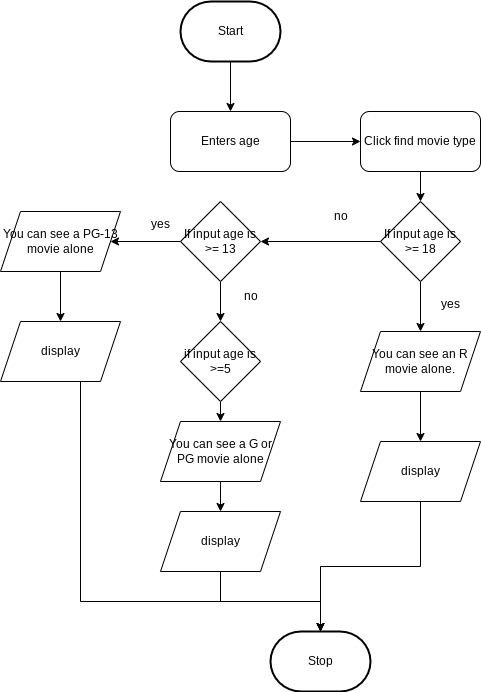 Start
Enters age
Click find movie type
no
yes
You can see a PG-13
movie alone
If input age is
>= 13
If input age is
>= 18
no
yes
display
if input age is
>=5
You can see an R
movie alone.
You can see a G or
PG movie alone
display
display
Stop